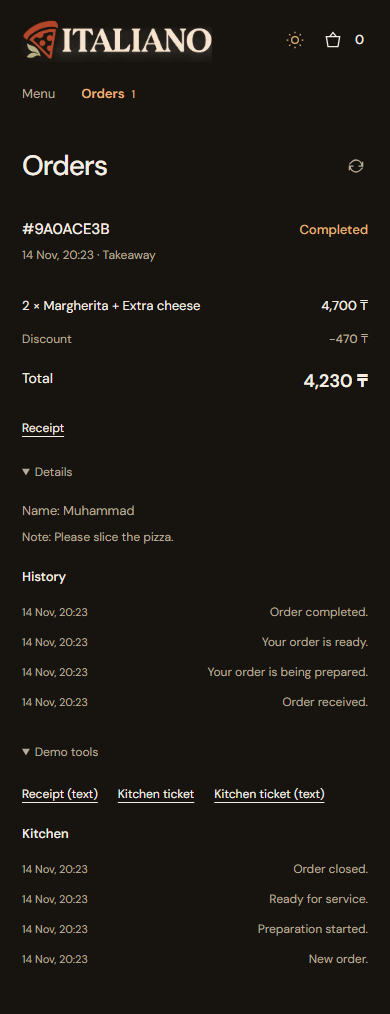 ITALIANO
0
Menu Orders 1
Orders
#9A0ACE3B Completed
14 Nov, 20:23 · Takeaway
2 × Margherita + Extra cheese 4,700 ₸
Discount -470 ₸
Total 4,230 ₸
Receipt
▼ Details
Name: Muhammad
Note: Please slice the pizza.
History
14 Nov, 20:23 Order completed.
14 Nov, 20:23 Your order is ready.
14 Nov, 20:23 Your order is being prepared.
14 Nov, 20:23 Order received.
▼ Demo tools
Receipt (text) Kitchen ticket Kitchen ticket (text)
Kitchen
14 Nov, 20:23 Order closed.
14 Nov, 20:23 Ready for service.
14 Nov, 20:23 Preparation started.
14 Nov, 20:23 New order.